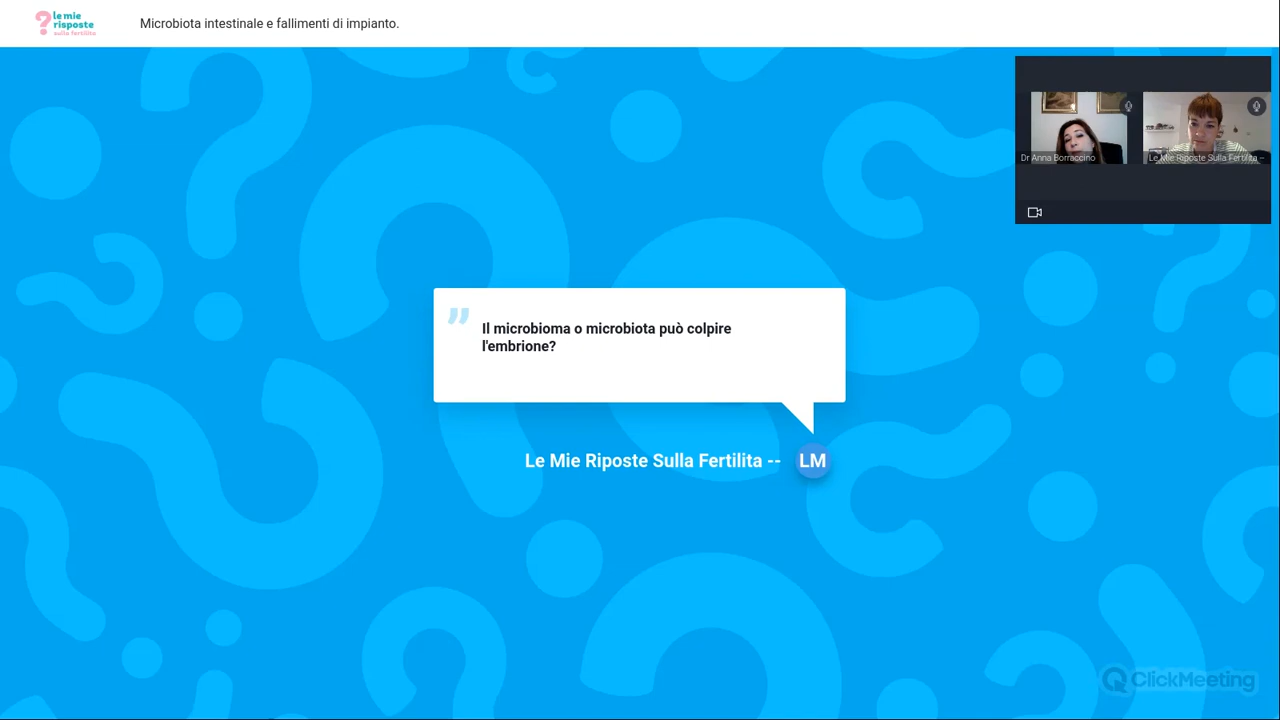 le mie
risposte
sulla fertilita
Microbiota intestinale e fallimenti di impianto.
Dr Anna Borraccino
Le Mie Riposte Sulla Fertilita --
Il microbioma o microbiota può colpire
l'embrione?
Le Mie Riposte Sulla Fertilita --
LM
ClickMeeting